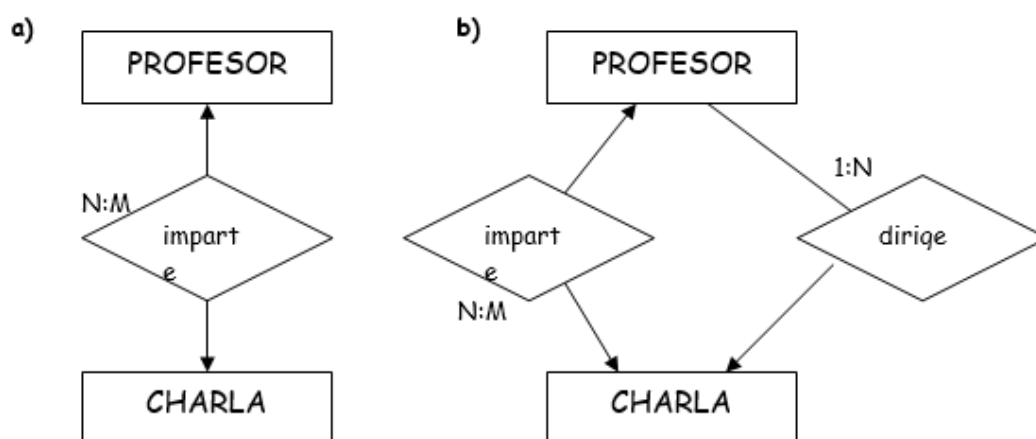 a)
PROFESOR
N:M
impart
e
CHARLA
b)
PROFESOR
1:N
impart
e
N:M
dirige
CHARLA